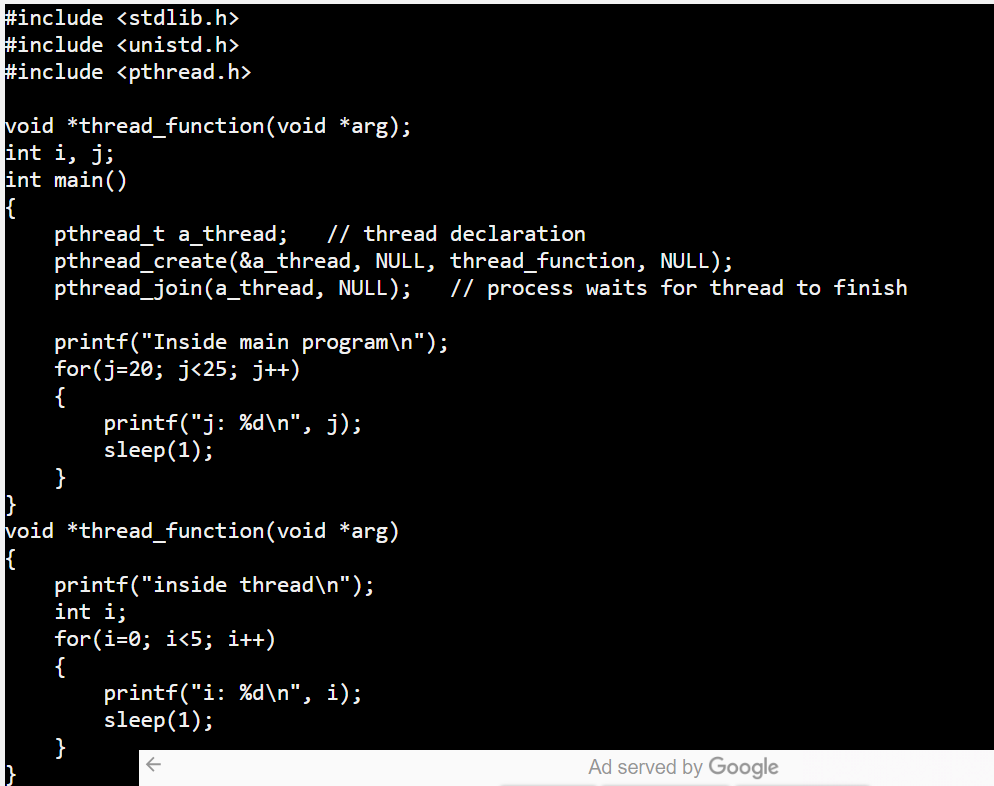 #include <stdlib.h>
#include <unistd.h>
#include <pthread.h>

void *thread_function(void *arg);
int i, j;
int main()
{
    pthread_t a_thread;   // thread declaration
    pthread_create(&a_thread, NULL, thread_function, NULL);
    pthread_join(a_thread, NULL);   // process waits for thread to finish

    printf("Inside main program\n");
    for(j=20; j<25; j++)
    {
        printf("j: %d\n", j);
        sleep(1);
    }
}
void *thread_function(void *arg)
{
    printf("inside thread\n");
    int i;
    for(i=0; i<5; i++)
    {
        printf("i: %d\n", i);
        sleep(1);
    }
}
Ad served by Google